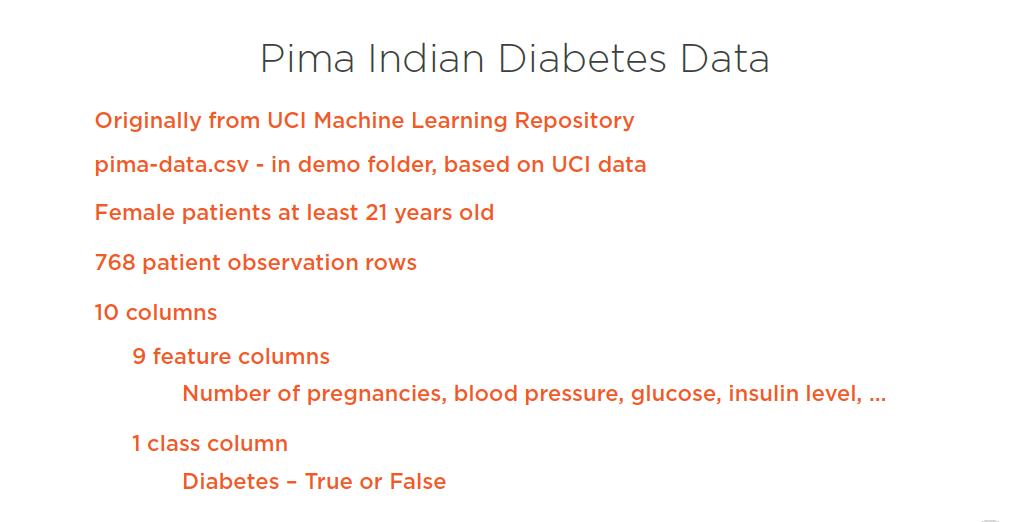 Pima Indian Diabetes Data
Originally from UCI Machine Learning Repository
pima-data.csv - in demo folder, based on UCI data
Female patients at least 21 years old
768 patient observation rows
10 columns
9 feature columns
Number of pregnancies, blood pressure, glucose, insulin level, ...
1 class column
Diabetes – True or False